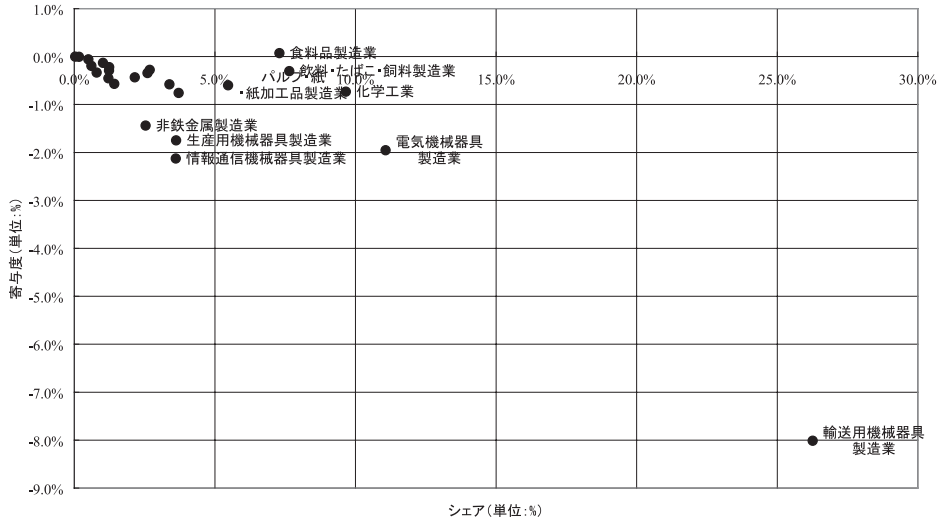 1.0%
0.0%
-1.0%
-2.0%
-3.0%
-4.0%
-5.0%
-6.0%
-7.0%
-8.0%
-9.0%
寄与度(単位:%)
0.0%
5.0%
10.0%
15.0%
20.0%
25.0%
30.0%
シェア(単位:%)
食料品製造業
飲料・たばこ・飼料製造業
パルプ・紙
・紙加工品製造業
化学工業
非鉄金属製造業
生産用機械器具製造業
情報通信機械器具製造業
電気機械器具
製造業
輸送用機械器具
製造業